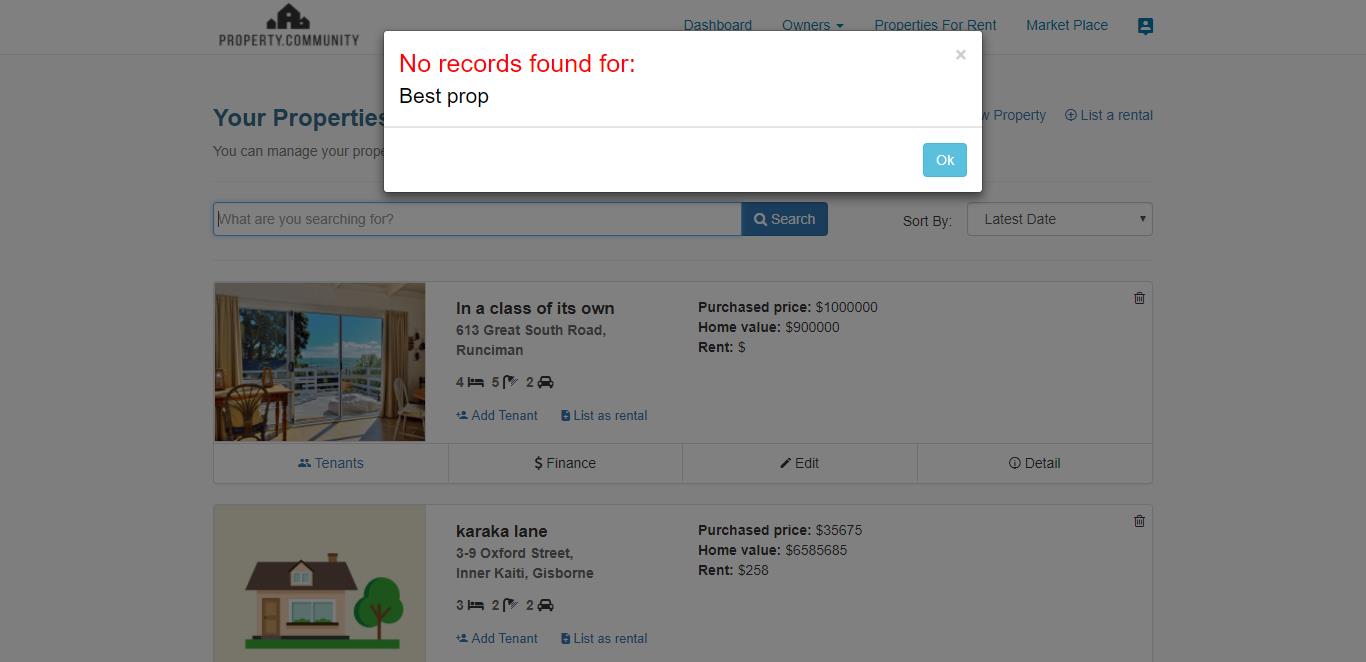 PROPERTY.COMMUNITY
Dashboard Owners Properties For Rent Market Place
No records found for:
×
Best prop
Ok
Your Properties
w Property List a rental
You can manage your prope
What are you searching for? Search Sort By: Latest Date
In a class of its own
613 Great South Road,
Runciman
4 5 2
Add Tenant List as rental
Purchased price: $1000000
Home value: $900000
Rent: $
Tenants $ Finance Edit Detail
karaka lane
3-9 Oxford Street,
Inner Kaiti, Gisborne
3 2 2
Add Tenant List as rental
Purchased price: $35675
Home value: $6585685
Rent: $258